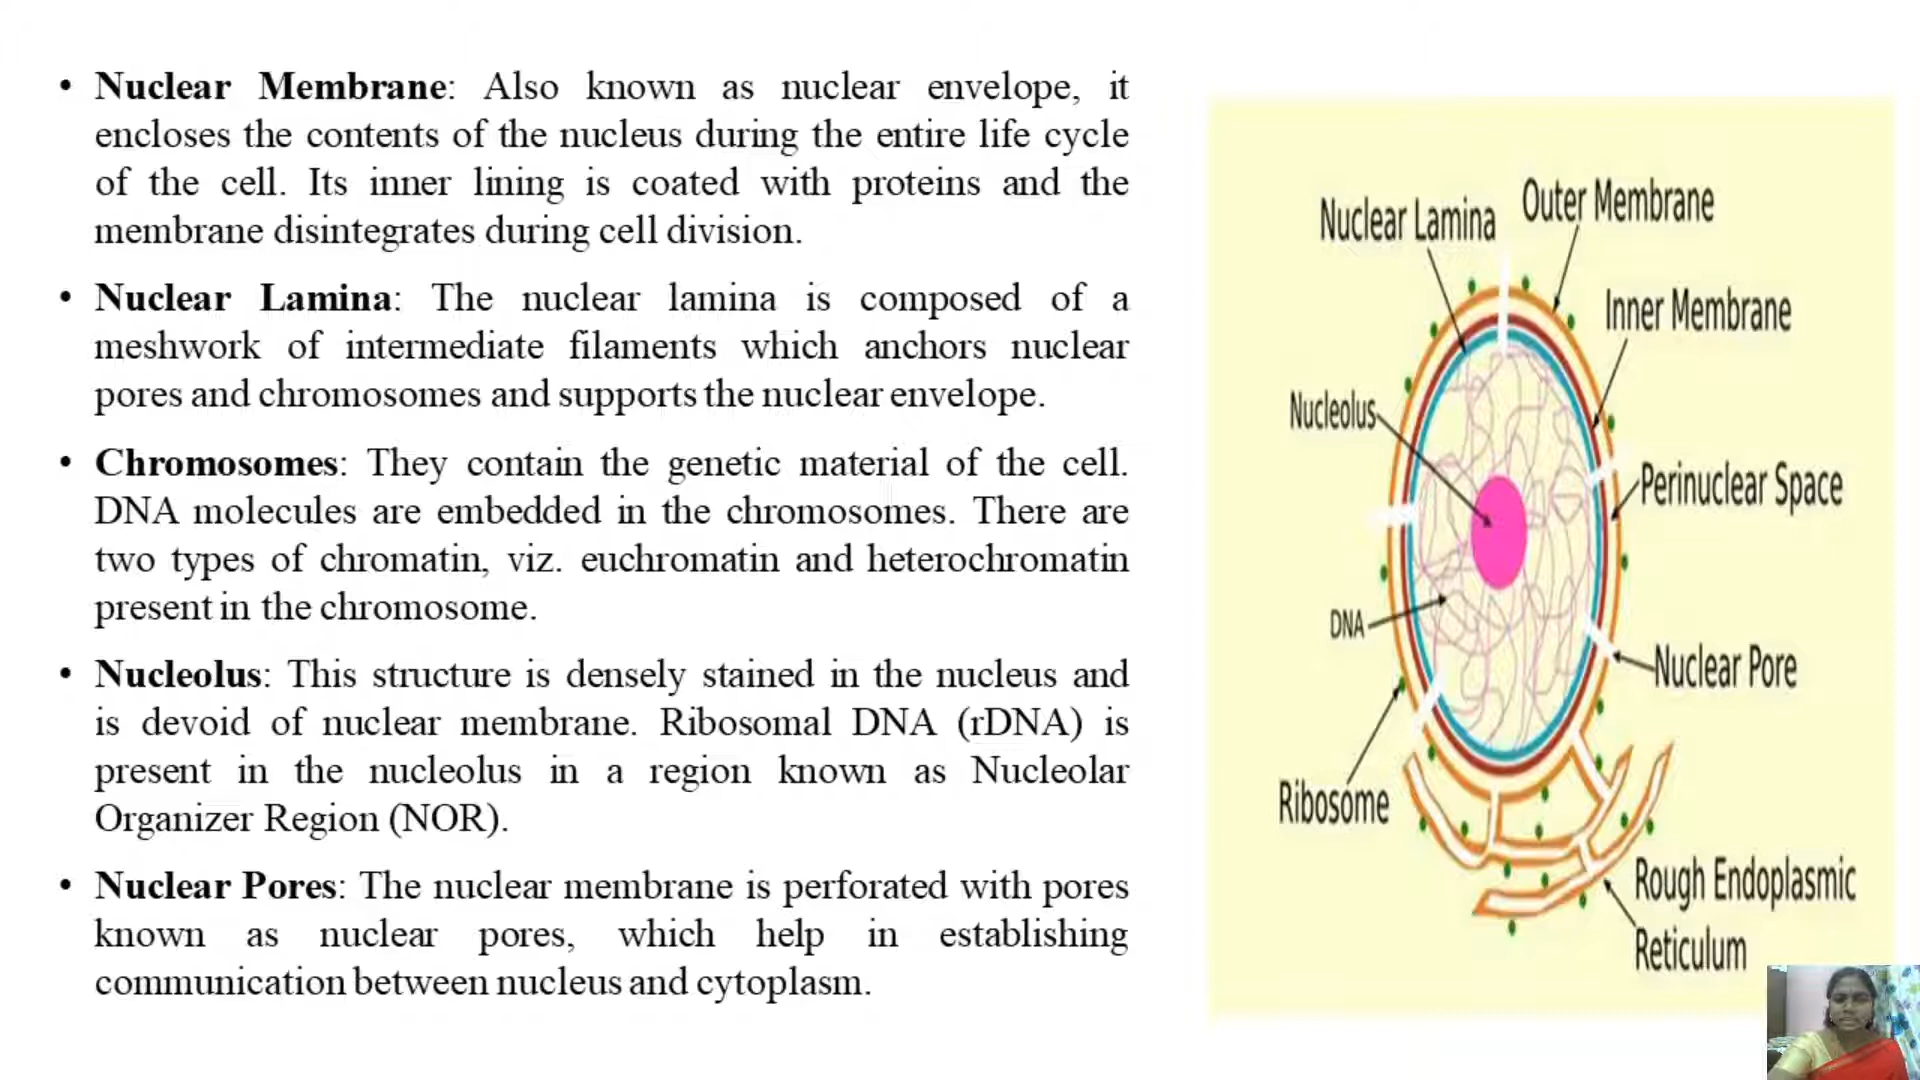 • Nuclear Membrane: Also known as nuclear envelope, it
encloses the contents of the nucleus during the entire life cycle
of the cell. Its inner lining is coated with proteins and the
membrane disintegrates during cell division.
• Nuclear Lamina: The nuclear lamina is composed of a
meshwork of intermediate filaments which anchors nuclear
pores and chromosomes and supports the nuclear envelope.
• Chromosomes: They contain the genetic material of the cell.
DNA molecules are embedded in the chromosomes. There are
two types of chromatin, viz. euchromatin and heterochromatin
present in the chromosome.
• Nucleolus: This structure is densely stained in the nucleus and
is devoid of nuclear membrane. Ribosomal DNA (rDNA) is
present in the nucleolus in a region known as Nucleolar
Organizer Region (NOR).
• Nuclear Pores: The nuclear membrane is perforated with pores
known as nuclear pores, which help in establishing
communication between nucleus and cytoplasm.
Nuclear Lamina
Outer Membrane
Inner Membrane
Nucleolus
Perinuclear Space
DNA
Nuclear Pore
Ribosome
Rough Endoplasmic
Reticulum